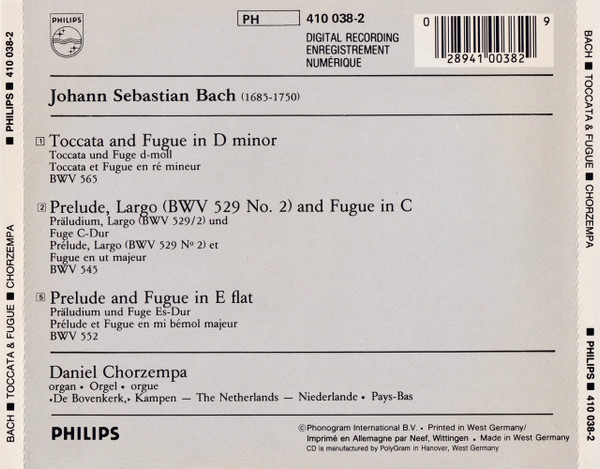 PHILIPS
PH
410 038-2
DIGITAL RECORDING
ENREGISTREMENT
NUMÉRIQUE
0 28941 00382 9
Johann Sebastian Bach (1685-1750)
1 Toccata and Fugue in D minor
Toccata und Fuge d-moll
Toccata et Fugue en ré mineur
BWV 565
2 Prelude, Largo (BWV 529 No. 2) and Fugue in C
Präludium, Largo (BWV 529/2) und
Fuge C-Dur
Prélude, Largo (BWV 529 Nº 2) et
Fugue en ut majeur
BWV 545
5 Prelude and Fugue in E flat
Präludium und Fuge Es-Dur
Prélude et Fugue en mi bémol majeur
BWV 552
Daniel Chorzempa
organ • Orgel • orgue
»De Bovenkerk,« Kampen — The Netherlands — Niederlande • Pays-Bas
PHILIPS
©Phonogram International B.V. • Printed in West Germany/
Imprimé en Allemagne par Neef, Wittingen • Made in West Germany
CD is manufactured by PolyGram in Hanover, West Germany
BACH ■ TOCCATA & FUGUE ■ CHORZEMPA ■ PHILIPS ■ 410 038-2
BACH ■ TOCCATA & FUGUE ■ CHORZEMPA ■ PHILIPS ■ 410 038-2